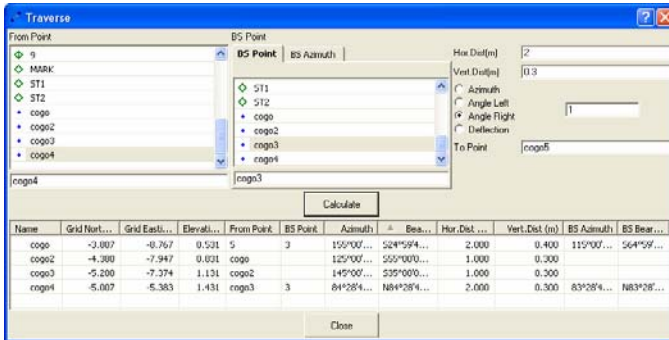 Traverse
From Point
BS Point
9
MARK
ST1
ST2
cogo
cogo2
cogo3
cogo4
cogo4
BS Point BS Azimuth
ST1
ST2
cogo
cogo2
cogo3
cogo4
cogo3
Hor.Dist(m) 2
Vert.Dist(m) 0.3
Azimuth
Angle Left
Angle Right
Deflection
1
To Point cogo5
Calculate
Name Grid Nort... Grid Easti... Elevati... From Point BS Point Azimuth Bea... Hor.Dist ... Vert.Dist (m) BS Azimuth BS Bear...
cogo -3.807 -8.767 0.531 5 3 155°00'... S24°59'4... 2.000 0.400 115°00'... S64°59'...
cogo2 -4.380 -7.947 0.831 cogo 125°00'... S55°00'0... 1.000 0.300
cogo3 -5.200 -7.374 1.131 cogo2 145°00'... S35°00'0... 1.000 0.300
cogo4 -5.007 -5.383 1.431 cogo3 3 84°28'4... N84°28'4... 2.000 0.300 83°28'4... N83°28'...
Close